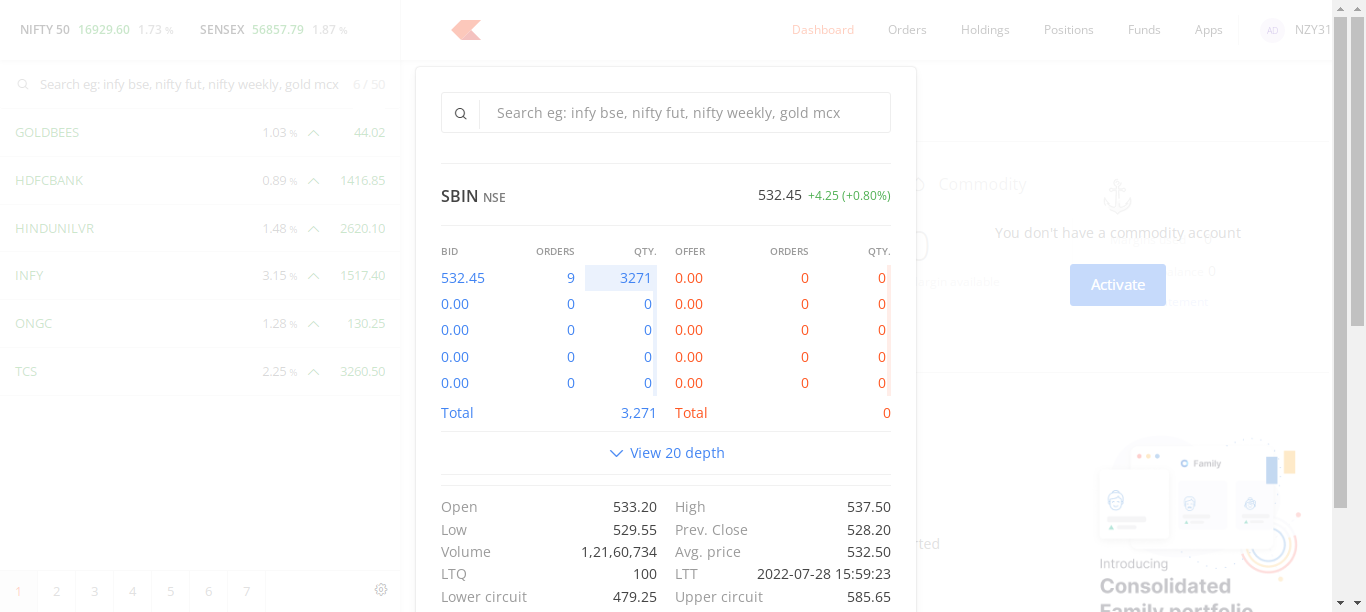 NIFTY 50 16929.60 1.73 % SENSEX 56857.79 1.87 %
Dashboard Orders Holdings Positions Funds Apps AD NZY31
Search eg: infy bse, nifty fut, nifty weekly, gold mcx 6 / 50
GOLDBEES 1.03 % 44.02
HDFCBANK 0.89 % 1416.85
HINDUNILVR 1.48 % 2620.10
INFY 3.15 % 1517.40
ONGC 1.28 % 130.25
TCS 2.25 % 3260.50
1 2 3 4 5 6 7
Search eg: infy bse, nifty fut, nifty weekly, gold mcx
SBIN NSE 532.45 +4.25 (+0.80%)
BID ORDERS QTY. OFFER ORDERS QTY.
532.45 9 3271 0.00 0 0
0.00 0 0 0.00 0 0
0.00 0 0 0.00 0 0
0.00 0 0 0.00 0 0
0.00 0 0 0.00 0 0
Total 3,271 Total 0
View 20 depth
Open 533.20 High 537.50
Low 529.55 Prev. Close 528.20
Volume 1,21,60,734 Avg. price 532.50
LTQ 100 LTT 2022-07-28 15:59:23
Lower circuit 479.25 Upper circuit 585.65
Commodity
You don't have a commodity account
Activate
Family
Introducing
Consolidated
Family portfolio